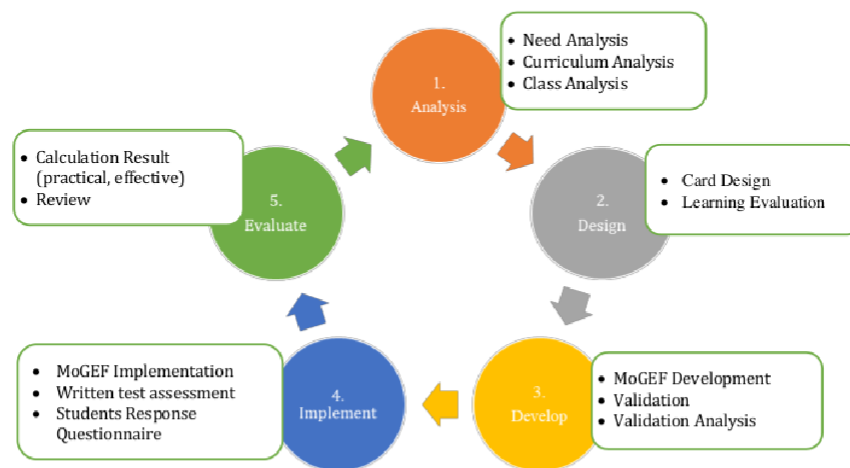 1.
Analysis
• Need Analysis
• Curriculum Analysis
• Class Analysis
2.
Design
• Card Design
• Learning Evaluation
3.
Develop
• MoGEF Development
• Validation
• Validation Analysis
4.
Implement
• MoGEF Implementation
• Written test assessment
• Students Response
Questionnaire
5.
Evaluate
• Calculation Result
(practical, effective)
• Review